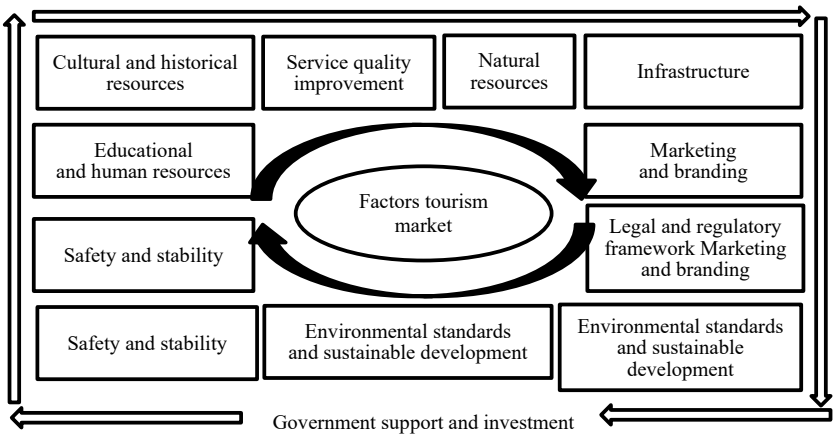 Cultural and historical
resources
Service quality
improvement
Natural
resources
Infrastructure
Educational
and human resources
Marketing
and branding
Factors tourism
market
Safety and stability
Legal and regulatory
framework Marketing
and branding
Safety and stability
Environmental standards
and sustainable development
Environmental standards
and sustainable
development
Government support and investment